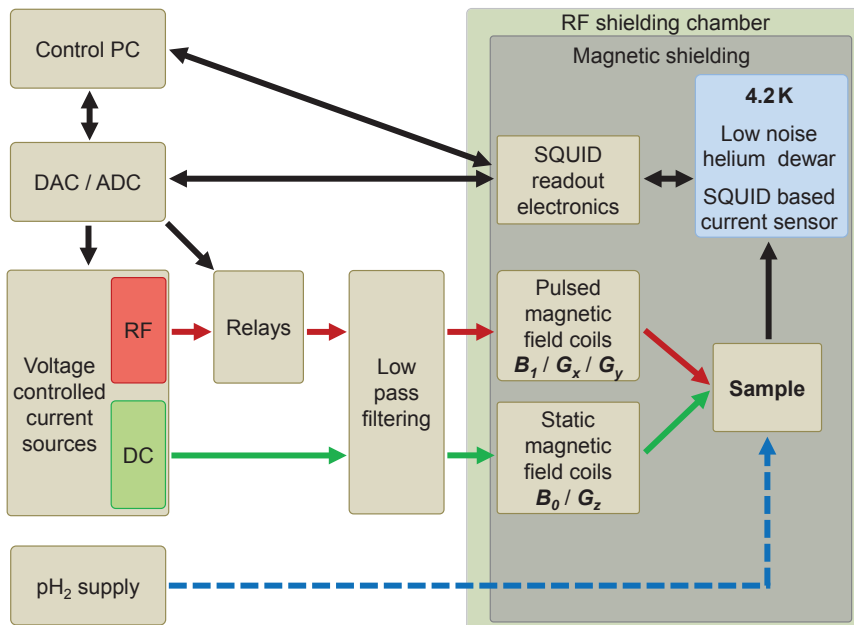 RF shielding chamber
Magnetic shielding
Control PC
4.2 K
Low noise
helium dewar
SQUID based
current sensor
SQUID
readout
electronics
DAC / ADC
Voltage
controlled
current
sources
RF
DC
Relays
Low
pass
filtering
Pulsed
magnetic
field coils
B1 / Gx / Gy
Static
magnetic
field coils
B0 / Gz
Sample
pH2 supply